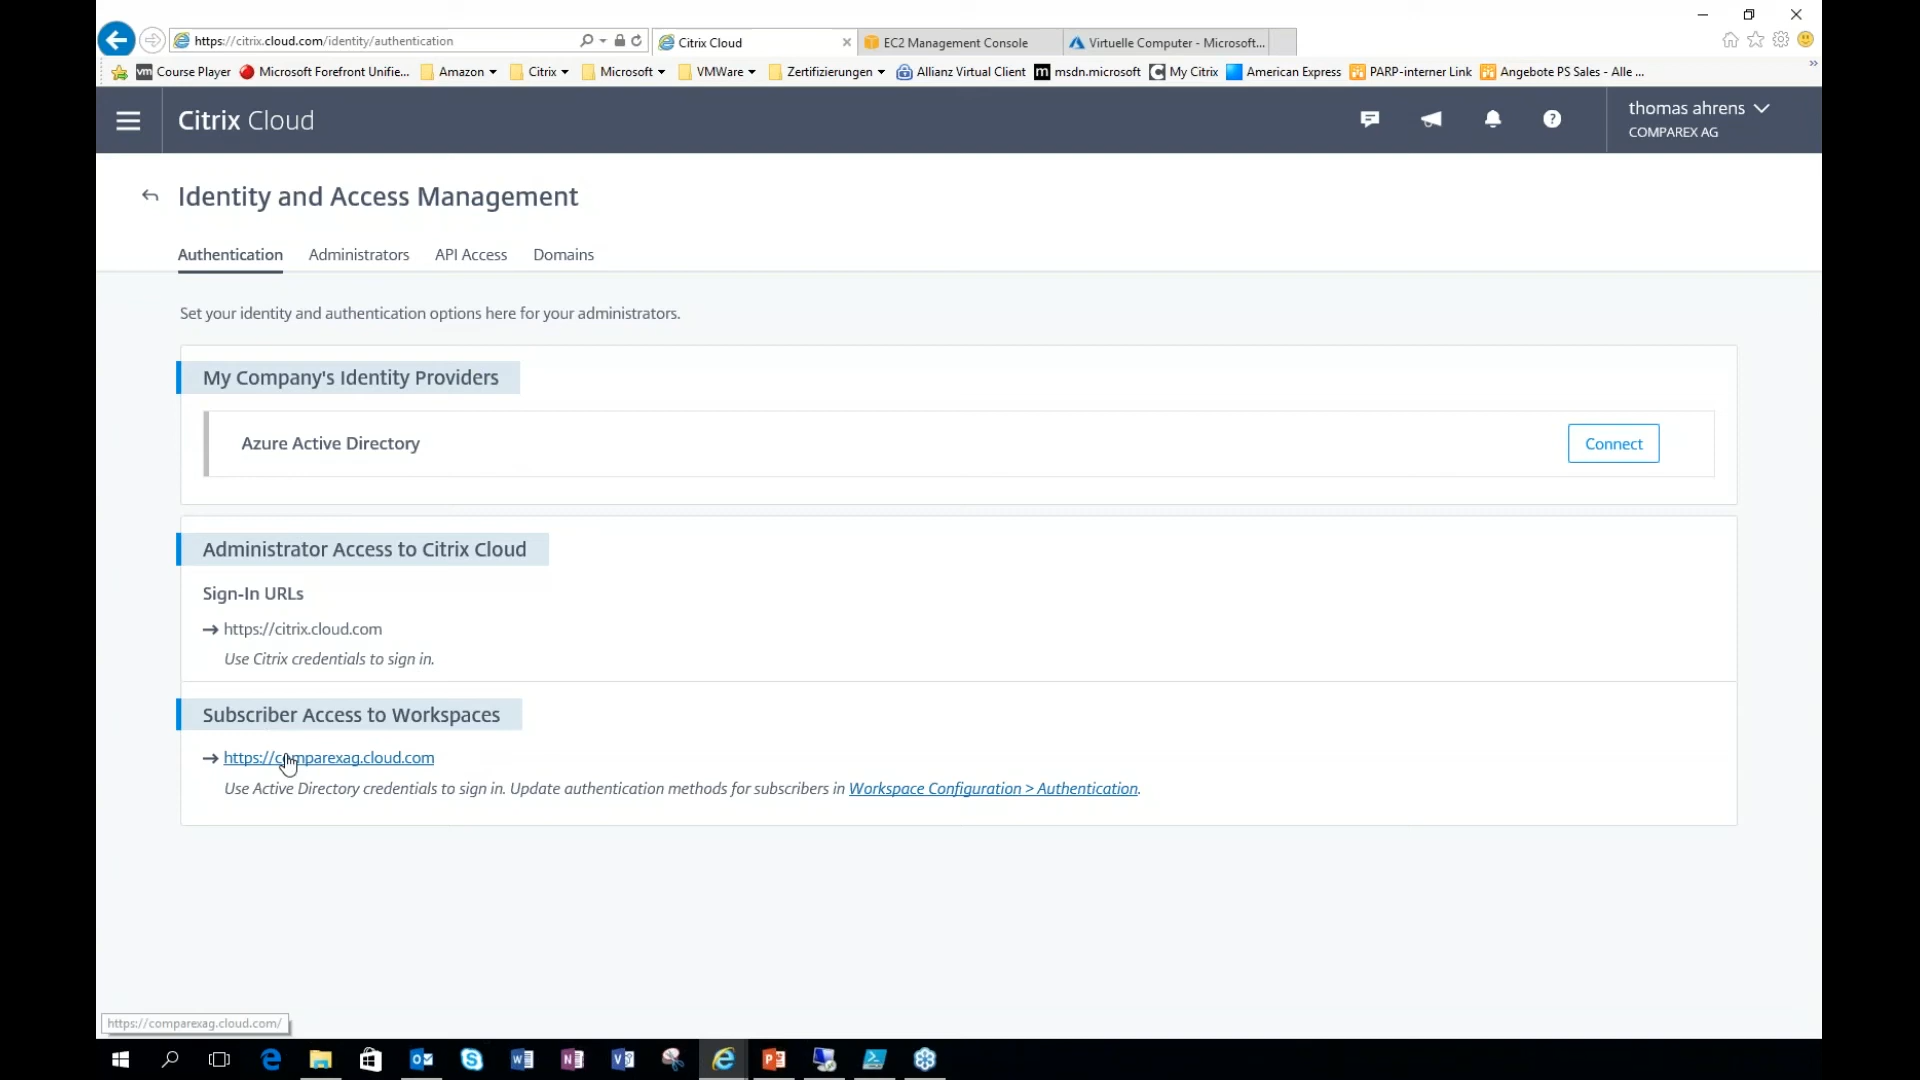 https://citrix.cloud.com/identity/authentication
Citrix Cloud
EC2 Management Console
Virtuelle Computer - Microsoft...
vm Course Player
Microsoft Forefront Unifie...
Amazon
Citrix
Microsoft
VMWare
Zertifizierungen
Allianz Virtual Client
m msdn.microsoft
My Citrix
American Express
PARP-interner Link
Angebote PS Sales - Alle ...
Citrix Cloud
thomas ahrens
COMPAREX AG
Identity and Access Management
Authentication
Administrators
API Access
Domains
Set your identity and authentication options here for your administrators.
My Company's Identity Providers
Azure Active Directory
Connect
Administrator Access to Citrix Cloud
Sign-In URLs
→ https://citrix.cloud.com
Use Citrix credentials to sign in.
Subscriber Access to Workspaces
→ https://comparexag.cloud.com
Use Active Directory credentials to sign in. Update authentication methods for subscribers in Workspace Configuration > Authentication.
https://comparexag.cloud.com/